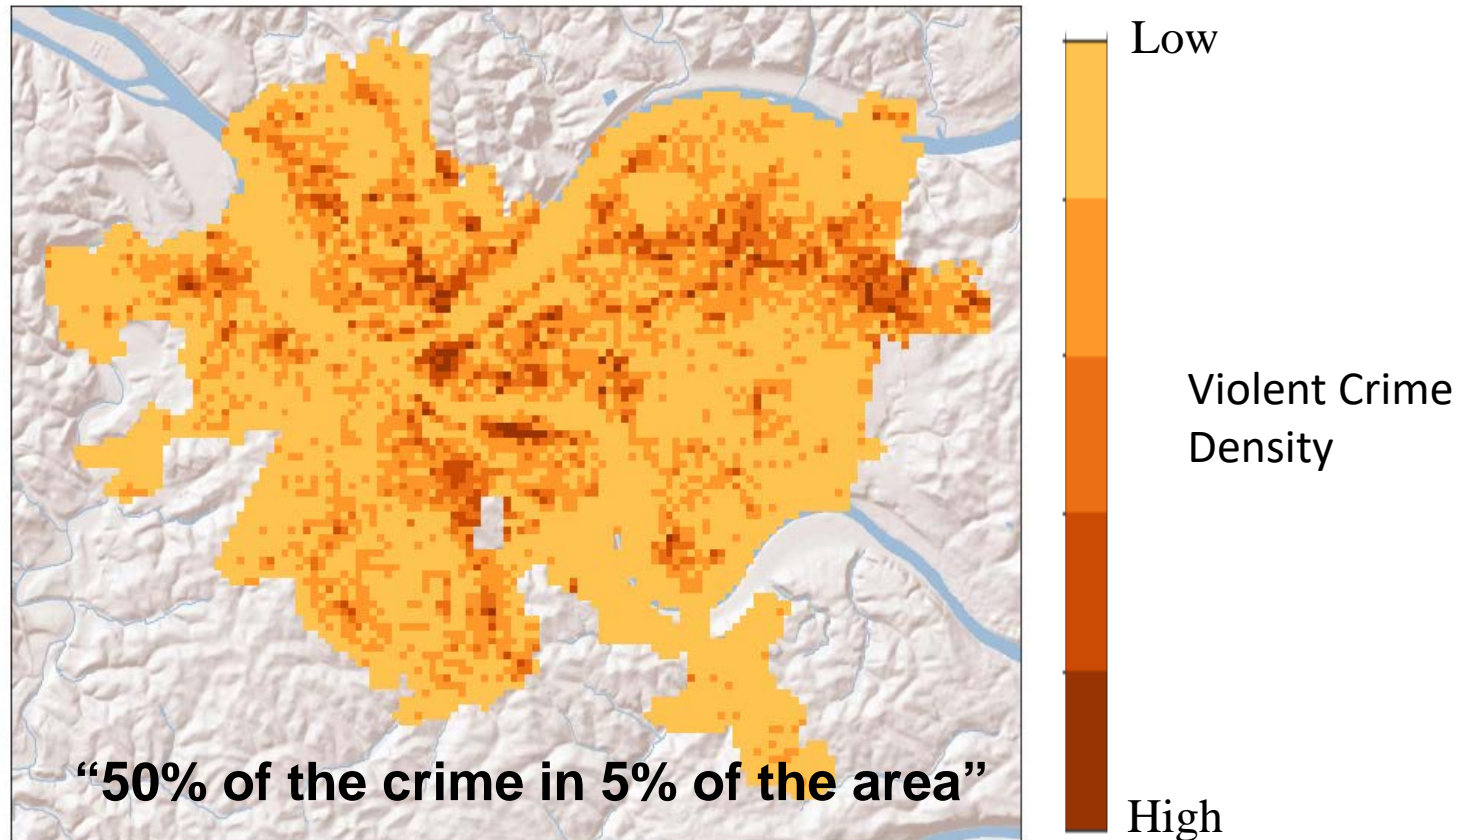 Low
Violent Crime
Density
“50% of the crime in 5% of the area”
High